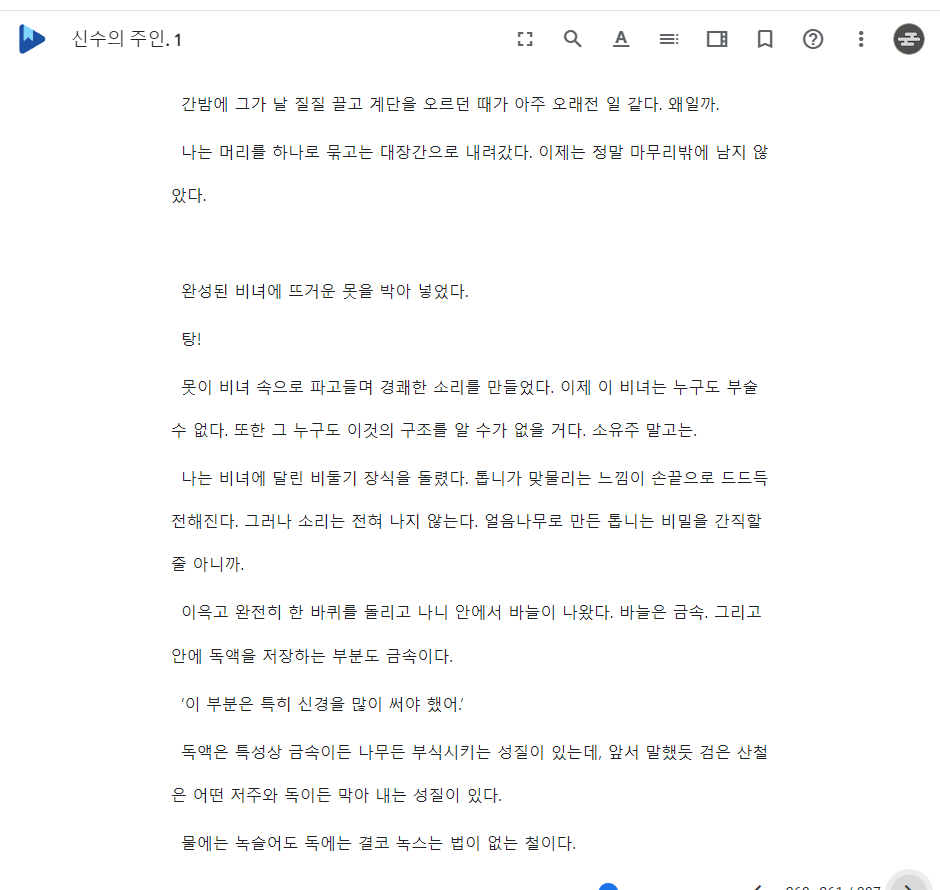 신수의 주인. 1
간밤에 그가 날 질질 끌고 계단을 오르던 때가 아주 오래전 일 같다. 왜일까.
나는 머리를 하나로 묶고는 대장간으로 내려갔다. 이제는 정말 마무리밖에 남지 않
았다.
완성된 비녀에 뜨거운 못을 박아 넣었다.
탕!
못이 비녀 속으로 파고들며 경쾌한 소리를 만들었다. 이제 이 비녀는 누구도 부술
수 없다. 또한 그 누구도 이것의 구조를 알 수가 없을 거다. 소유주 말고는.
나는 비녀에 달린 비둘기 장식을 돌렸다. 톱니가 맞물리는 느낌이 손끝으로 드드득
전해진다. 그러나 소리는 전혀 나지 않는다. 얼음나무로 만든 톱니는 비밀을 간직할
줄 아니까.
이윽고 완전히 한 바퀴를 돌리고 나니 안에서 바늘이 나왔다. 바늘은 금속. 그리고
안에 독액을 저장하는 부분도 금속이다.
‘이 부분은 특히 신경을 많이 써야 했어.’
독액은 특성상 금속이든 나무든 부식시키는 성질이 있는데, 앞서 말했듯 검은 산철
은 어떤 저주와 독이든 막아 내는 성질이 있다.
물에는 녹슬어도 독에는 결코 녹스는 법이 없는 철이다.